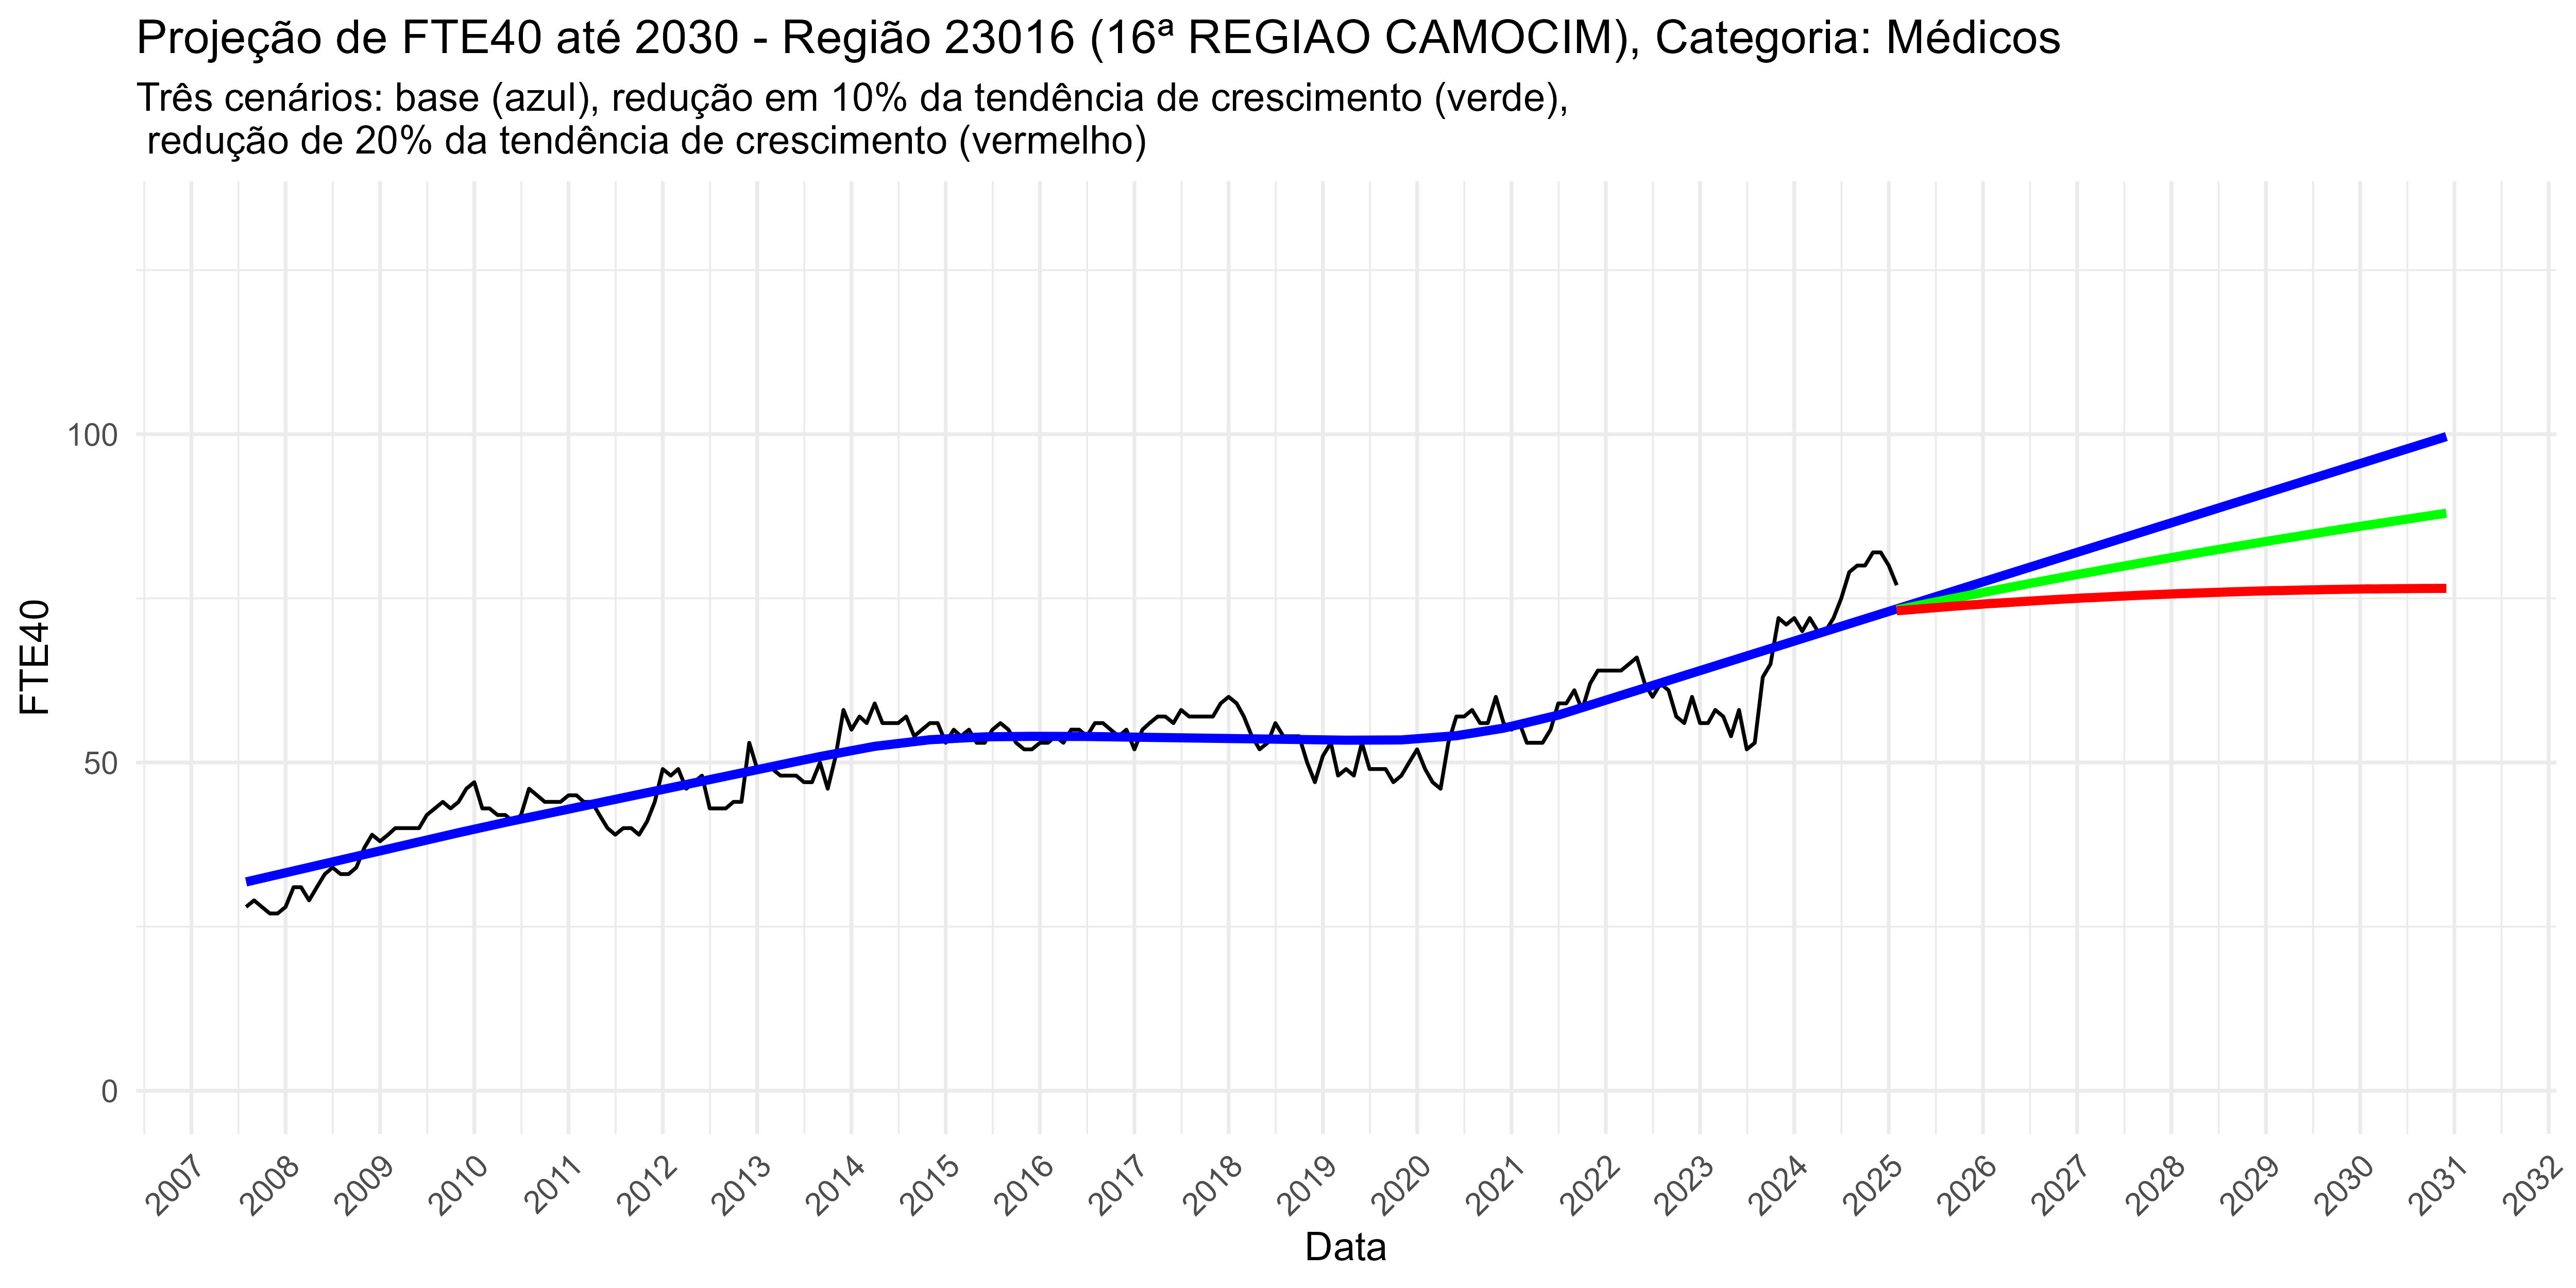 Projeção de FTE40 até 2030 - Região 23016 (16ª REGIAO CAMOCIM), Categoria: Médicos
Três cenários: base (azul), redução em 10% da tendência de crescimento (verde),
redução de 20% da tendência de crescimento (vermelho)
FTE40
100
50
0
2007 2008 2009 2010 2011 2012 2013 2014 2015 2016 2017 2018 2019 2020 2021 2022 2023 2024 2025 2026 2027 2028 2029 2030 2031 2032
Data